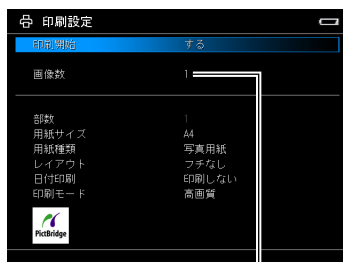 印刷設定
印刷開始 する
画像数 1
部数 1
用紙サイズ A4
用紙種類 写真用紙
レイアウト フチなし
日付印刷 印刷しない
印刷モード 高画質
PictBridge